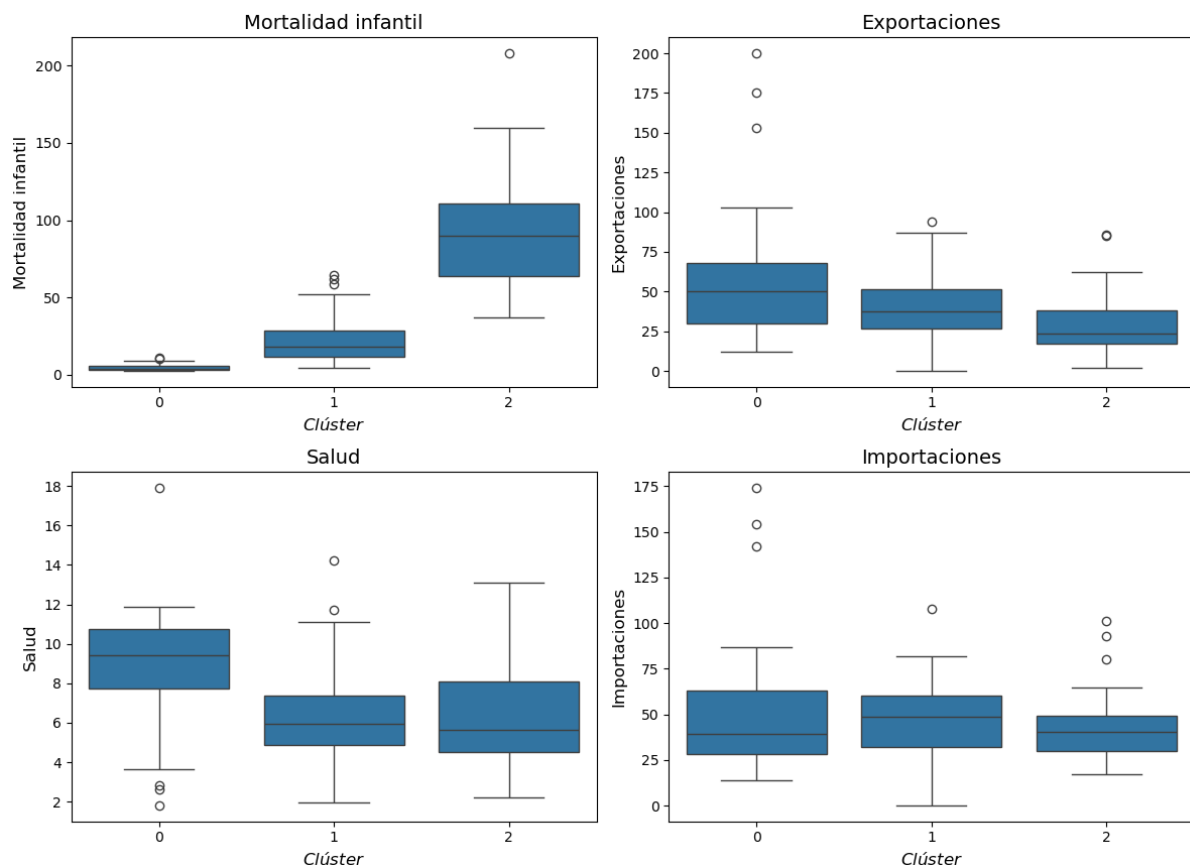 Mortalidad infantil
Mortalidad infantil
200
150
100
50
0
0 1 2
Clúster
Exportaciones
Exportaciones
200
175
150
125
100
75
50
25
0
0 1 2
Clúster
Salud
Salud
18
16
14
12
10
8
6
4
2
0 1 2
Clúster
Importaciones
Importaciones
175
150
125
100
75
50
25
0
0 1 2
Clúster